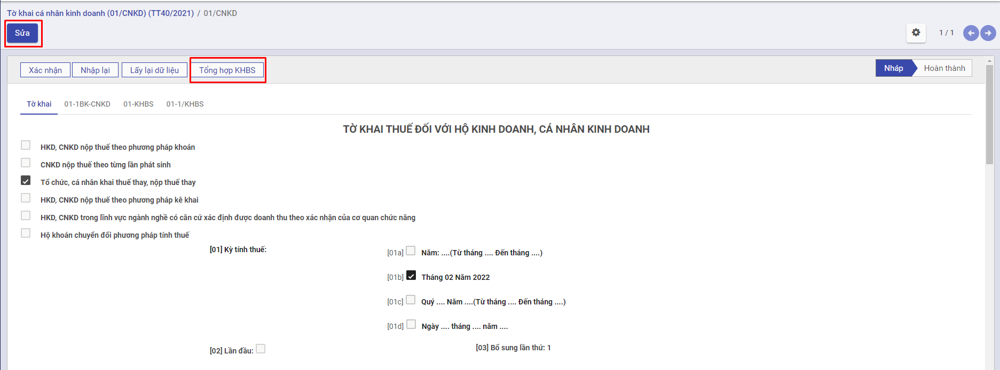 Tờ khai cá nhân kinh doanh (01/CNKD) (TT40/2021) / 01/CNKD
Sửa
1 / 1
Xác nhận Nhập lại Lấy lại dữ liệu Tổng hợp KHBS Nháp Hoàn thành
Tờ khai 01-1BK-CNKD 01-KHBS 01-1/KHBS
TỜ KHAI THUẾ ĐỐI VỚI HỘ KINH DOANH, CÁ NHÂN KINH DOANH
HKD, CNKD nộp thuế theo phương pháp khoán
CNKD nộp thuế theo từng lần phát sinh
Tổ chức, cá nhân khai thuế thay, nộp thuế thay
HKD, CNKD nộp thuế theo phương pháp kê khai
HKD, CNKD trong lĩnh vực ngành nghề có căn cứ xác định được doanh thu theo xác nhận của cơ quan chức năng
Hộ khoán chuyển đổi phương pháp tính thuế
[01] Kỳ tính thuế: [01a] Năm: ....(Từ tháng .... Đến tháng ....)
[01b] Tháng 02 Năm 2022
[01c] Quý .... Năm ....(Từ tháng .... Đến tháng ....)
[01d] Ngày .... tháng .... năm ....
[02] Lần đầu: [03] Bổ sung lần thứ: 1